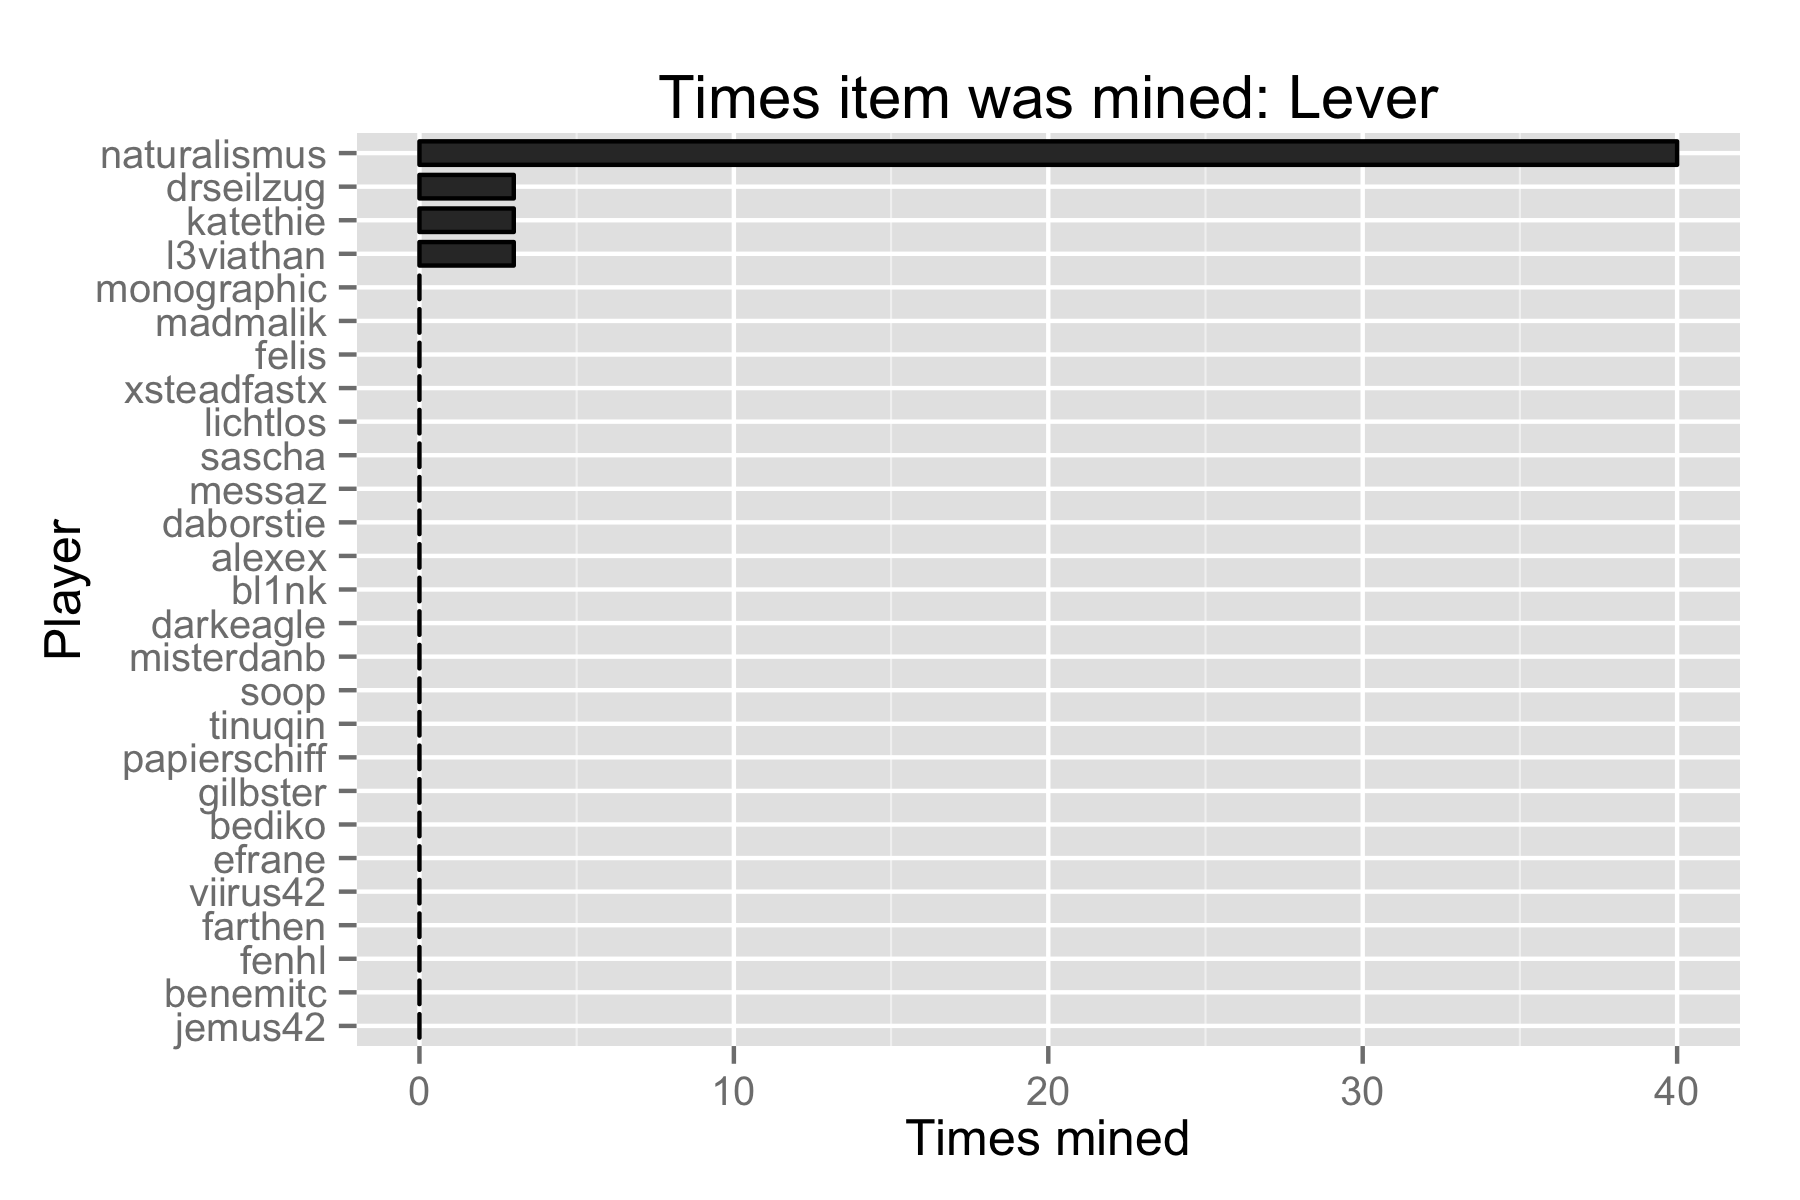 Times item was mined: Lever
naturalismus
drseilzug
katethie
l3viathan
monographic
madmalik
felis
xsteadfastx
lichtlos
sascha
messaz
daborstie
alexex
bl1nk
darkeagle
misterdanb
soop
tinuqin
papierschiff
gilbster
bediko
efrane
viirus42
farthen
fenhl
benemitc
jemus42
Player
0 10 20 30 40
Times mined